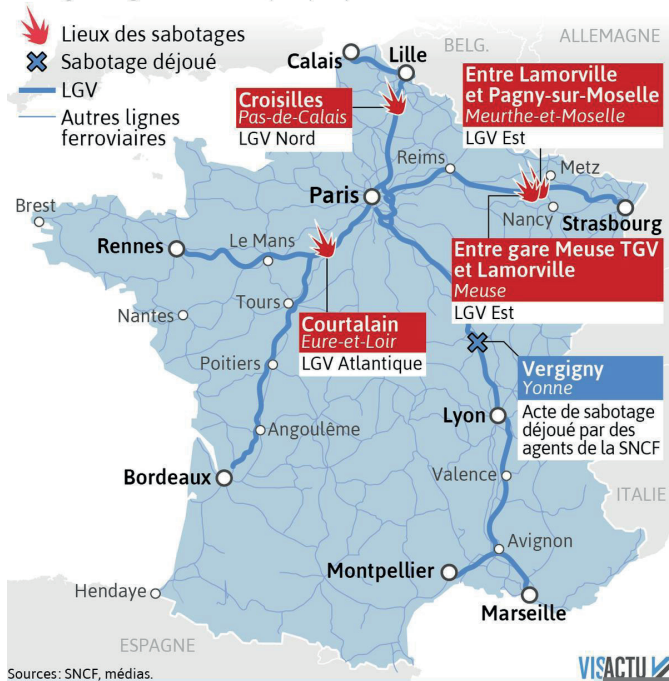 Lieux des sabotages
Sabotage déjoué
LGV
Autres lignes
ferroviaires
BELG.
ALLEMAGNE
Calais
Lille
Croisilles
Pas-de-Calais
LGV Nord
Entre Lamorville
et Pagny-sur-Moselle
Meurthe-et-Moselle
LGV Est
Reims
Metz
Paris
Nancy
Strasbourg
Brest
Rennes
Le Mans
Entre gare Meuse TGV
et Lamorville
Meuse
LGV Est
Tours
Nantes
Courtalain
Eure-et-Loir
LGV Atlantique
Poitiers
Vergigny
Yonne
Acte de sabotage
déjoué par des
agents de la SNCF
Lyon
Angoulême
Bordeaux
Valence
ITALIE
Avignon
Montpellier
Hendaye
Marseille
ESPAGNE
Sources: SNCF, médias.
VISACTU